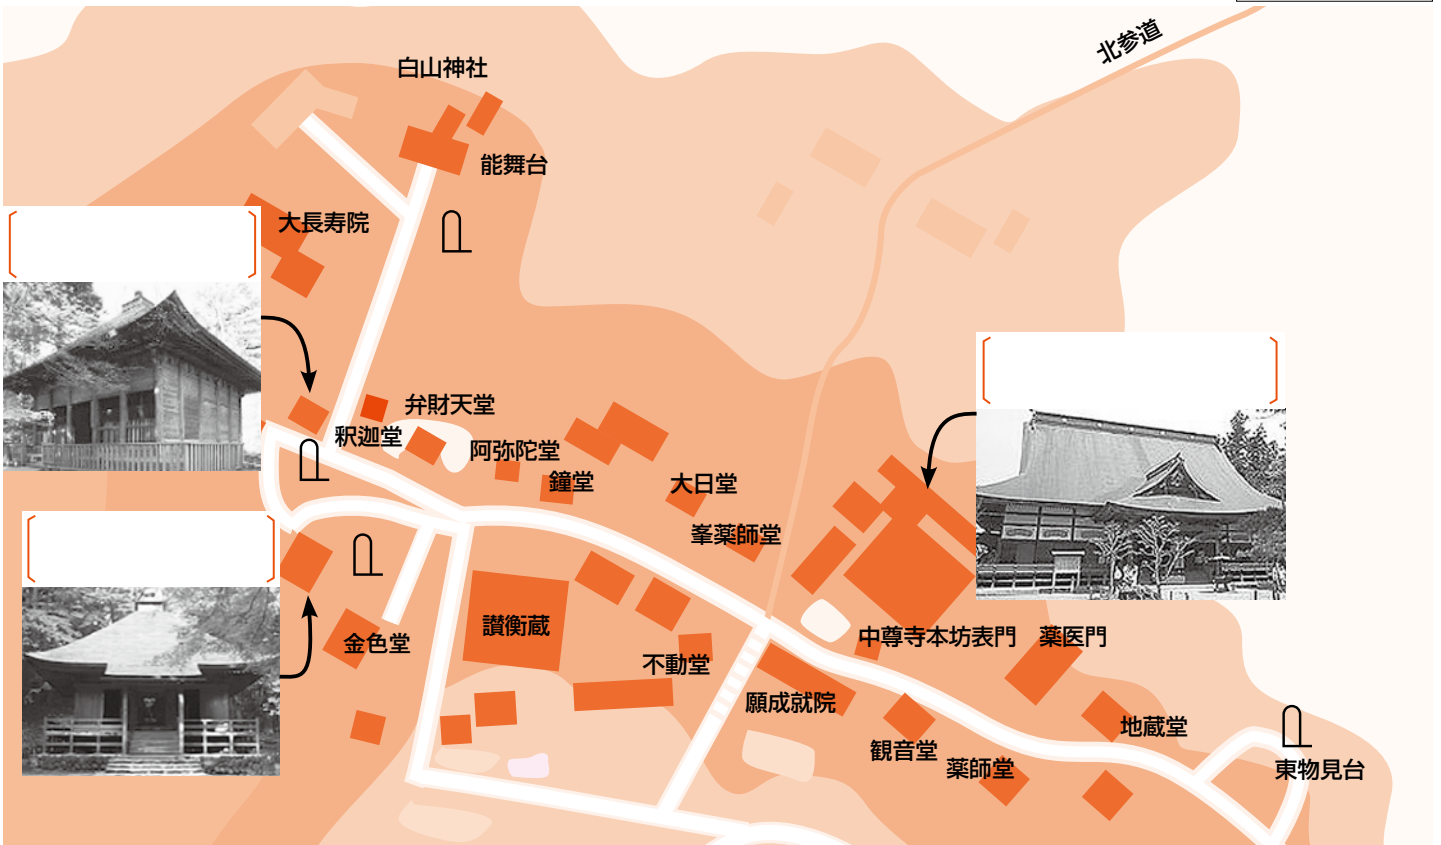 北参道
白山神社
能舞台
大長寿院
弁財天堂
釈迦堂
阿弥陀堂
鐘堂
大日堂
峯薬師堂
讃衡蔵
金色堂
不動堂
中尊寺本坊表門
薬医門
願成就院
地蔵堂
観音堂
薬師堂
東物見台